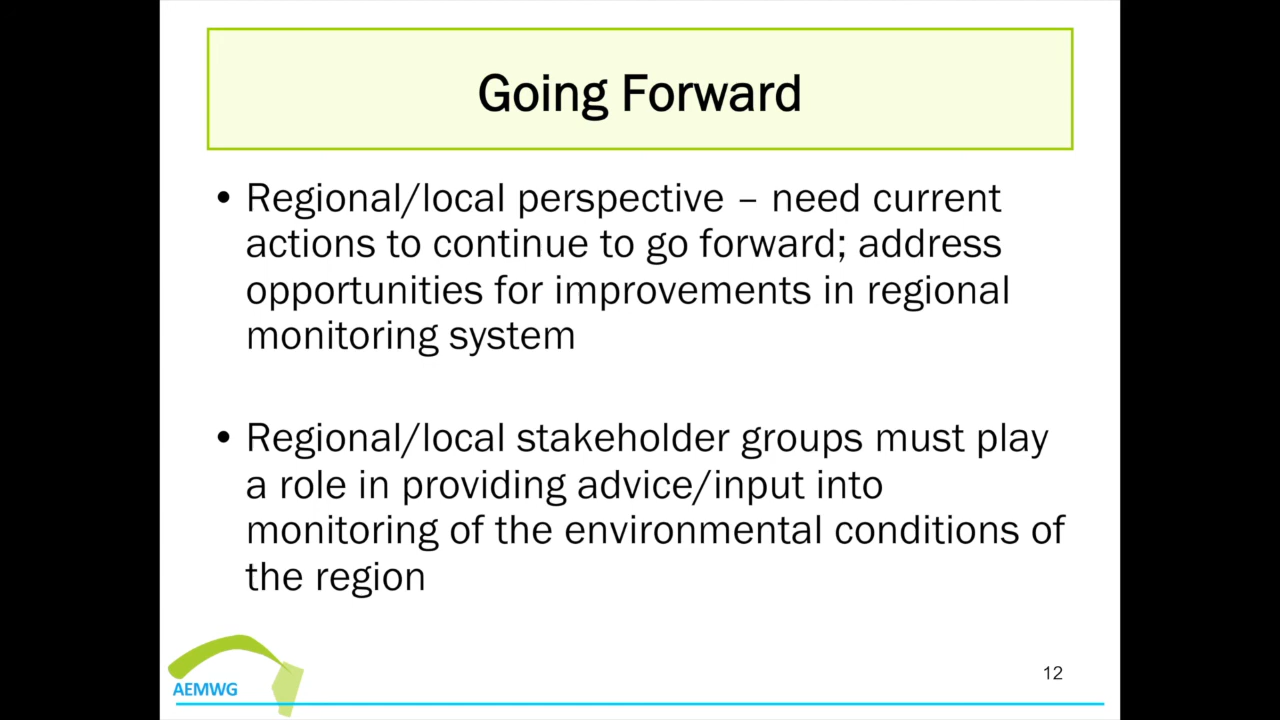 Going Forward
• Regional/local perspective – need current
actions to continue to go forward; address
opportunities for improvements in regional
monitoring system
• Regional/local stakeholder groups must play
a role in providing advice/input into
monitoring of the environmental conditions of
the region
AEMWG
12